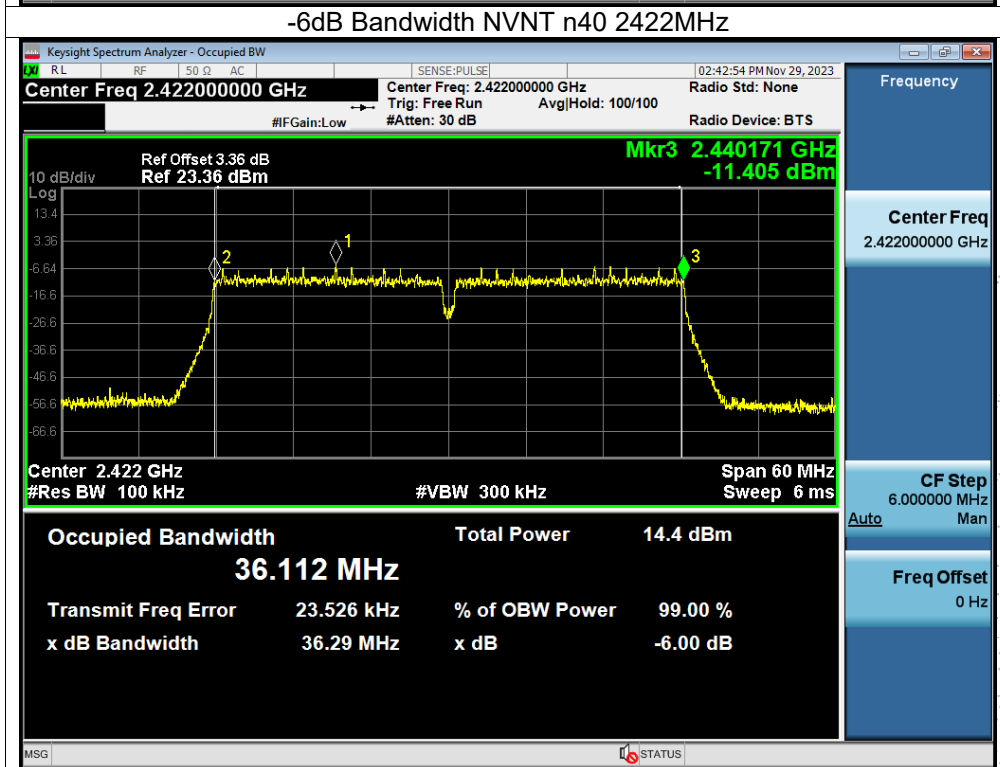 -6dB Bandwidth NVNT n40 2422MHz
Keysight Spectrum Analyzer - Occupied BW
LXI RL RF 50 Ω AC SENSE:PULSE 02:42:54 PM Nov 29, 2023
Center Freq 2.422000000 GHz Center Freq: 2.422000000 GHz Radio Std: None
Trig: Free Run Avg|Hold: 100/100
#IFGain:Low #Atten: 30 dB Radio Device: BTS
Frequency
Mkr3 2.440171 GHz
-11.405 dBm
Ref Offset 3.36 dB
10 dB/div Ref 23.36 dBm
Log
13.4
3.36
-6.64
-16.6
-26.6
-36.6
-46.6
-56.6
-66.6
2
1
3
Center 2.422 GHz Span 60 MHz
#Res BW 100 kHz #VBW 300 kHz Sweep 6 ms
Center Freq
2.422000000 GHz
CF Step
6.000000 MHz
Auto Man
Freq Offset
0 Hz
Occupied Bandwidth Total Power 14.4 dBm
36.112 MHz
Transmit Freq Error 23.526 kHz % of OBW Power 99.00 %
x dB Bandwidth 36.29 MHz x dB -6.00 dB
MSG STATUS